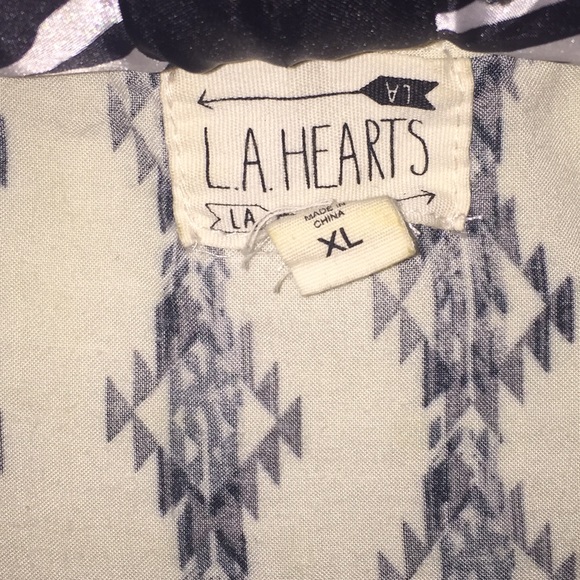 LA
L.A. HEARTS
LA
MADE IN
CHINA
XL